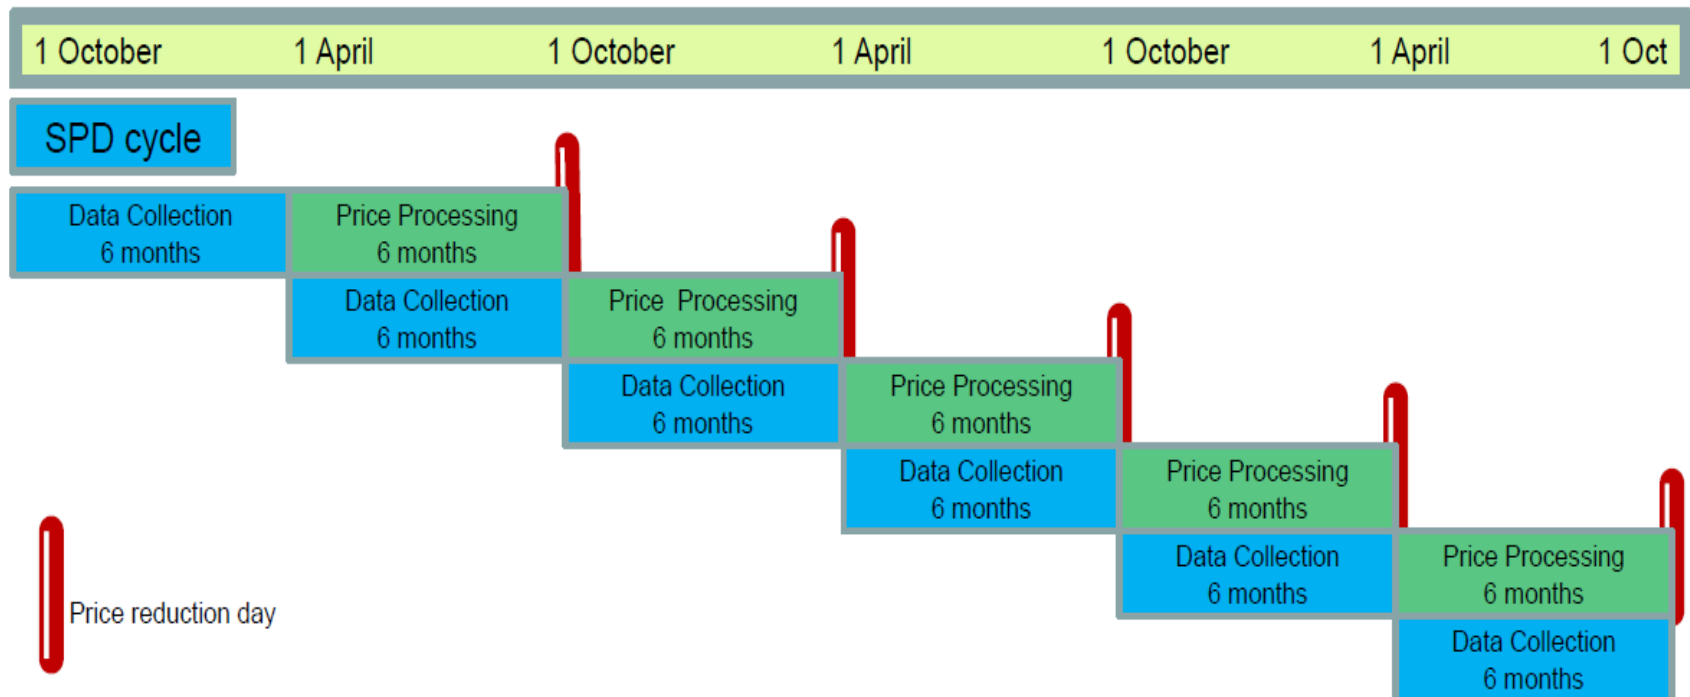 1 October 1 April 1 October 1 April 1 October 1 April 1 Oct
SPD cycle
Data Collection Price Processing
6 months 6 months
Data Collection Price Processing
6 months 6 months
Data Collection Price Processing
6 months 6 months
Data Collection Price Processing
6 months 6 months
Data Collection Price Processing
6 months 6 months
Price reduction day
Data Collection
6 months